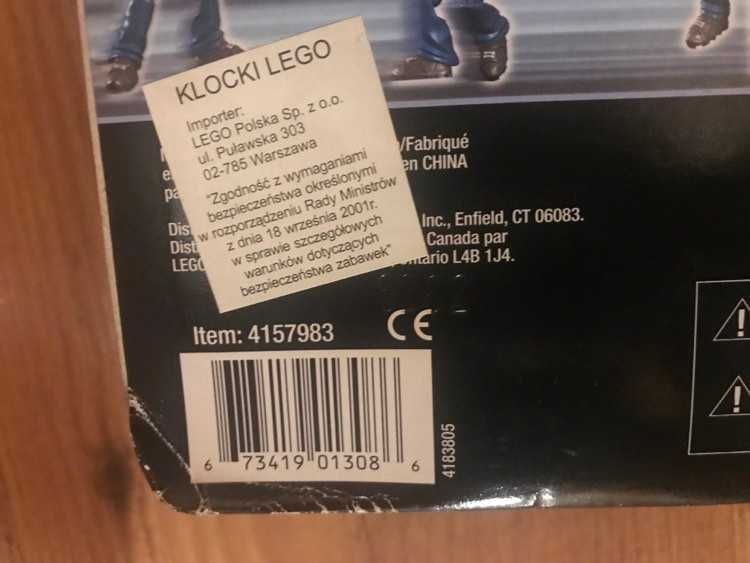 KLOCKI LEGO
Importer:
LEGO Polska Sp. z o.o.
ul. Puławska 303
02-785 Warszawa
"Zgodność z wymaganiami
bezpieczeństwa określonymi
w rozporządzeniu Rady Ministrów
z dnia 18 września 2001r.
w sprawie szczegółowych
warunków dotyczących
bezpieczeństwa zabawek"
/Fabriqué
en CHINA
Inc., Enfield, CT 06083.
Canada par
L4B 1J4.
Item: 4157983
CE
6 73419 01308 6
4183805